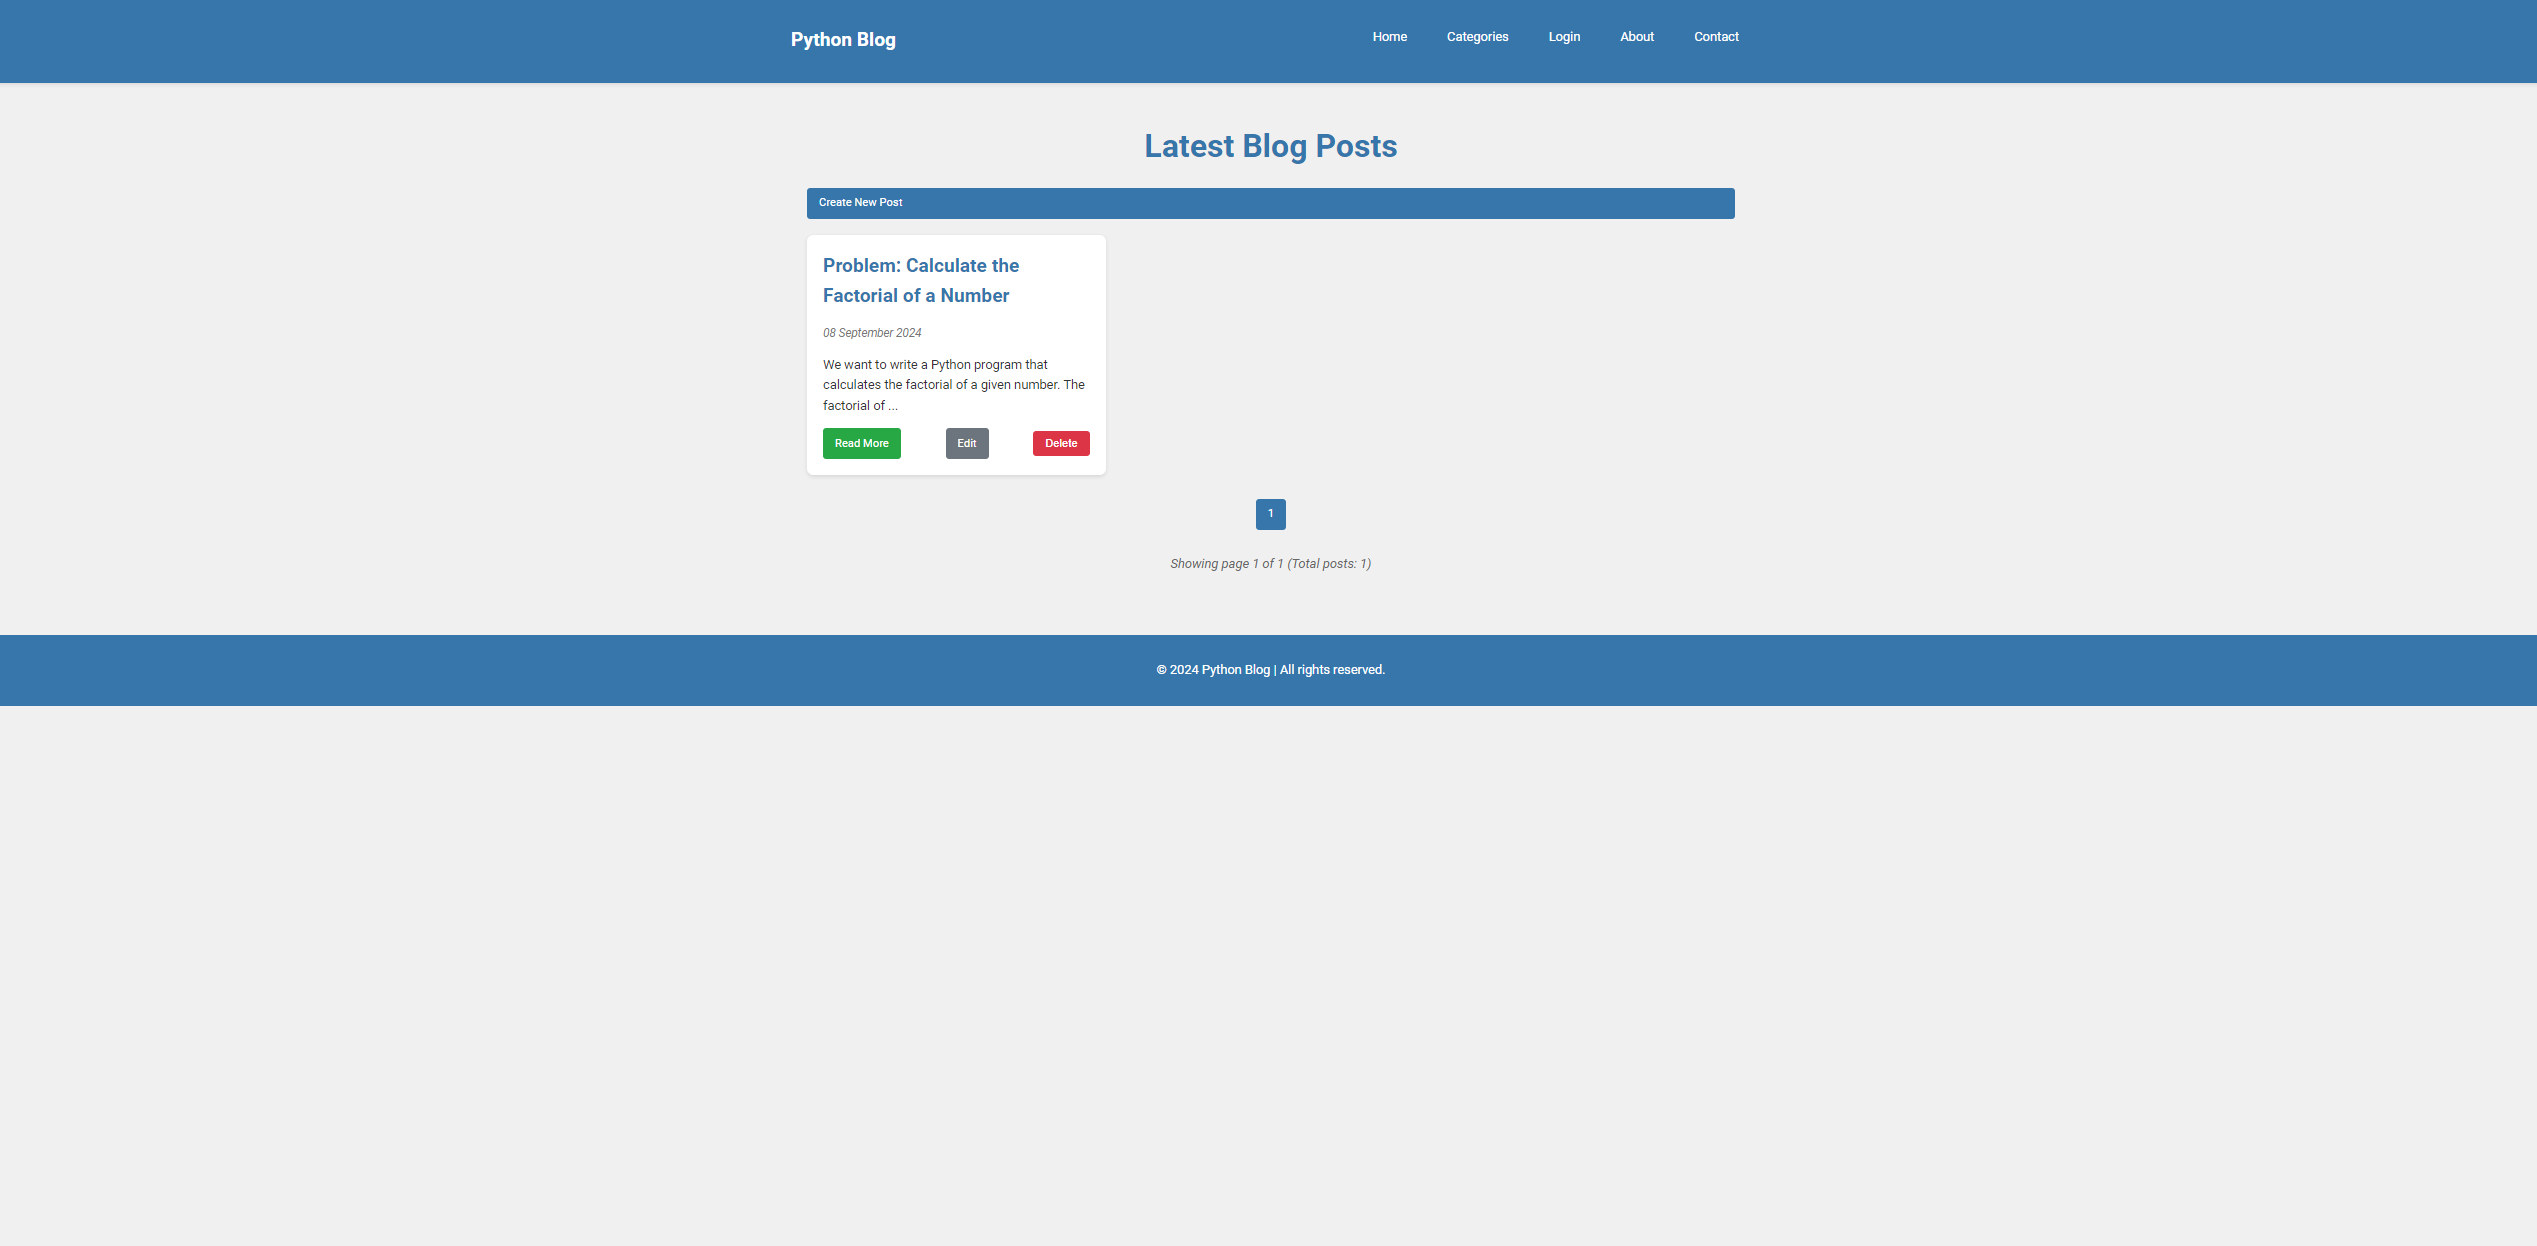 Python Blog
Home Categories Login About Contact
Latest Blog Posts
Create New Post
Problem: Calculate the
Factorial of a Number
08 September 2024
We want to write a Python program that
calculates the factorial of a given number. The
factorial of ...
Read More Edit Delete
1
Showing page 1 of 1 (Total posts: 1)
© 2024 Python Blog | All rights reserved.